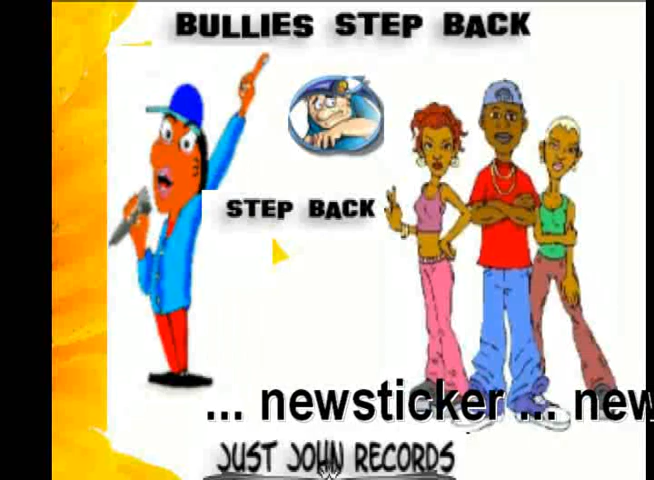 BULLIES STEP BACK
STEP BACK
... newsticker ... new
JUST JOHN RECORDS